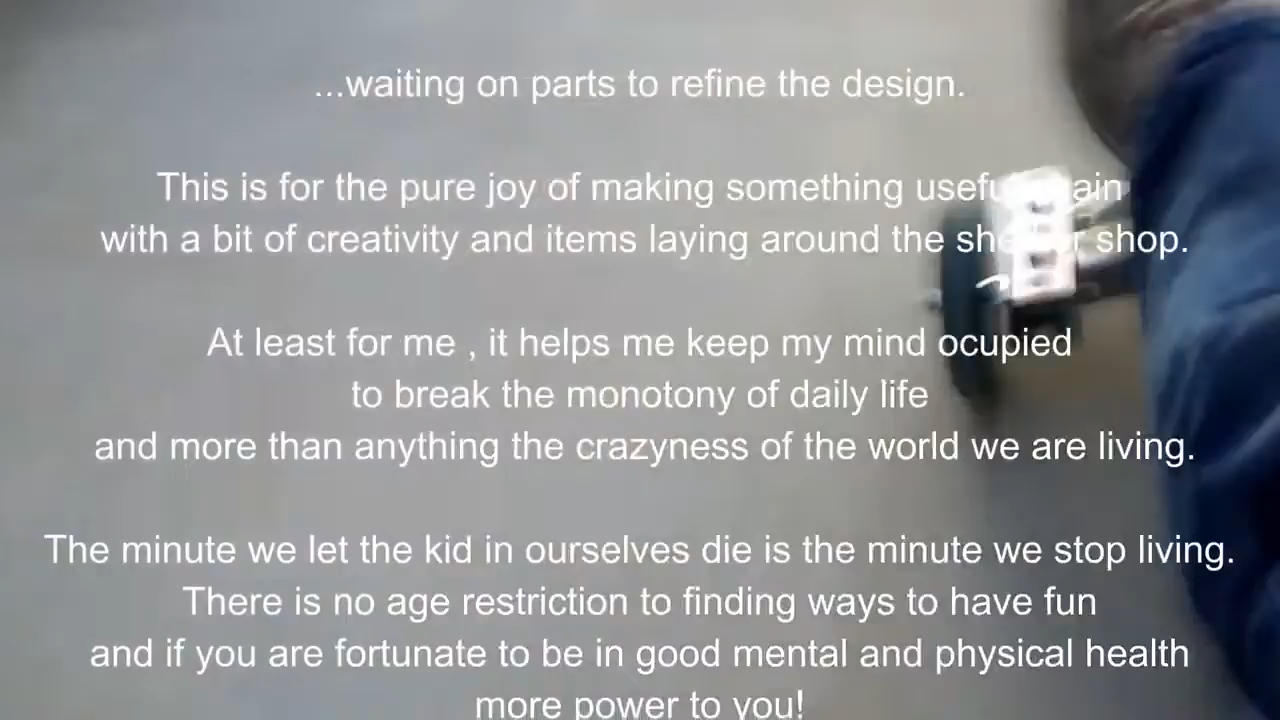 ...waiting on parts to refine the design.
This is for the pure joy of making something useful again
with a bit of creativity and items laying around the shop.
At least for me , it helps me keep my mind ocupied
to break the monotony of daily life
and more than anything the crazyness of the world we are living.
The minute we let the kid in ourselves die is the minute we stop living.
There is no age restriction to finding ways to have fun
and if you are fortunate to be in good mental and physical health
more power to you!